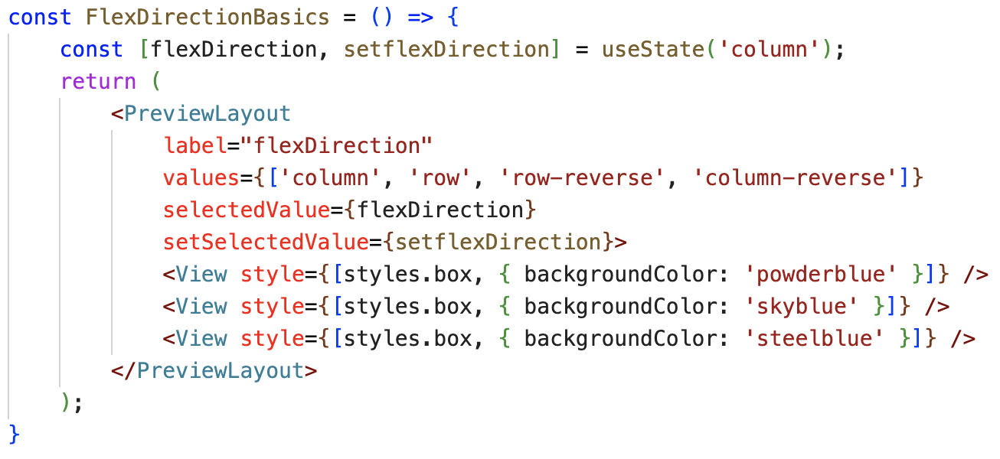 const FlexDirectionBasics = () => {
    const [flexDirection, setflexDirection] = useState('column');
    return (
        <PreviewLayout
            label="flexDirection"
            values={['column', 'row', 'row-reverse', 'column-reverse']}
            selectedValue={flexDirection}
            setSelectedValue={setflexDirection}>
            <View style={[styles.box, { backgroundColor: 'powderblue' }]} />
            <View style={[styles.box, { backgroundColor: 'skyblue' }]} />
            <View style={[styles.box, { backgroundColor: 'steelblue' }]} />
        </PreviewLayout>
    );
}